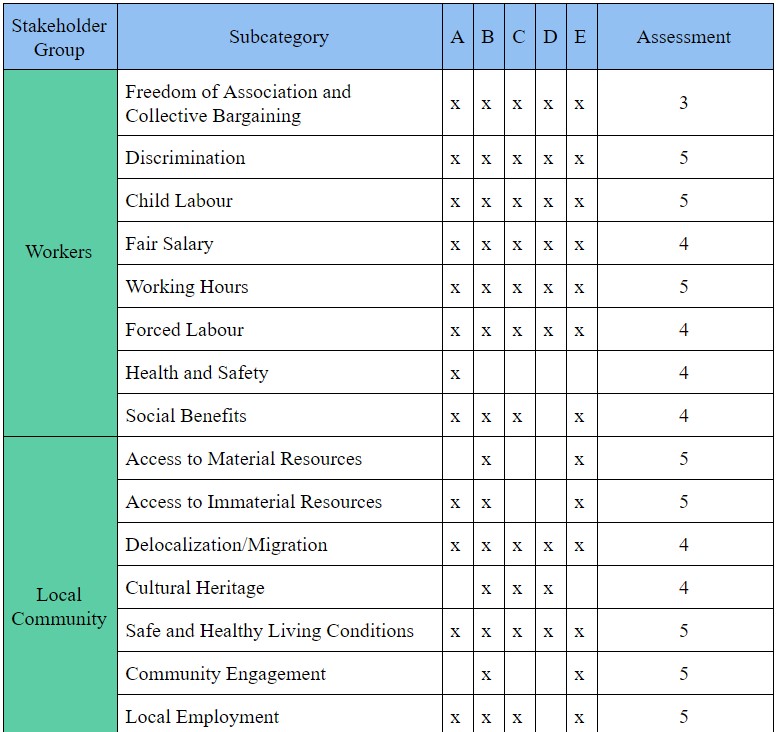 Stakeholder Group Subcategory A B C D E Assessment
Workers
Freedom of Association and
Collective Bargaining x x x x x 3
Discrimination x x x x x 5
Child Labour x x x x x 5
Fair Salary x x x x x 4
Working Hours x x x x x 5
Forced Labour x x x x x 4
Health and Safety x 4
Social Benefits x x x x 4
Local
Community
Access to Material Resources x x 5
Access to Immaterial Resources x x x 5
Delocalization/Migration x x x x x 4
Cultural Heritage x x x 4
Safe and Healthy Living Conditions x x x x x 5
Community Engagement x x 5
Local Employment x x x x 5